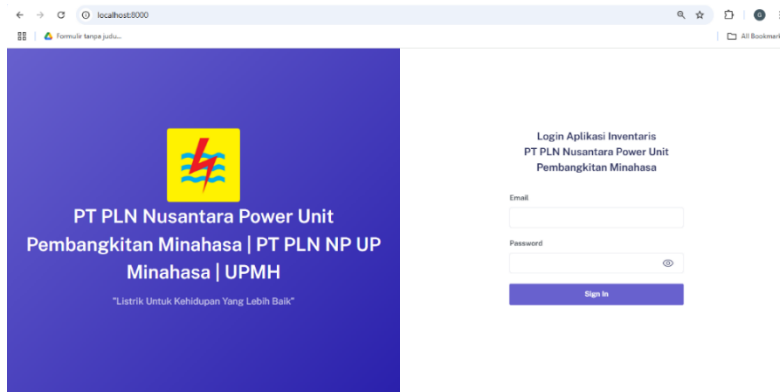 localhost:8000
Formulir tanpa judu...
All Bookmark
PT PLN Nusantara Power Unit
Pembangkitan Minahasa | PT PLN NP UP
Minahasa | UPMH
"Listrik Untuk Kehidupan Yang Lebih Baik"
Login Aplikasi Inventaris
PT PLN Nusantara Power Unit
Pembangkitan Minahasa
Email
Password
Sign In